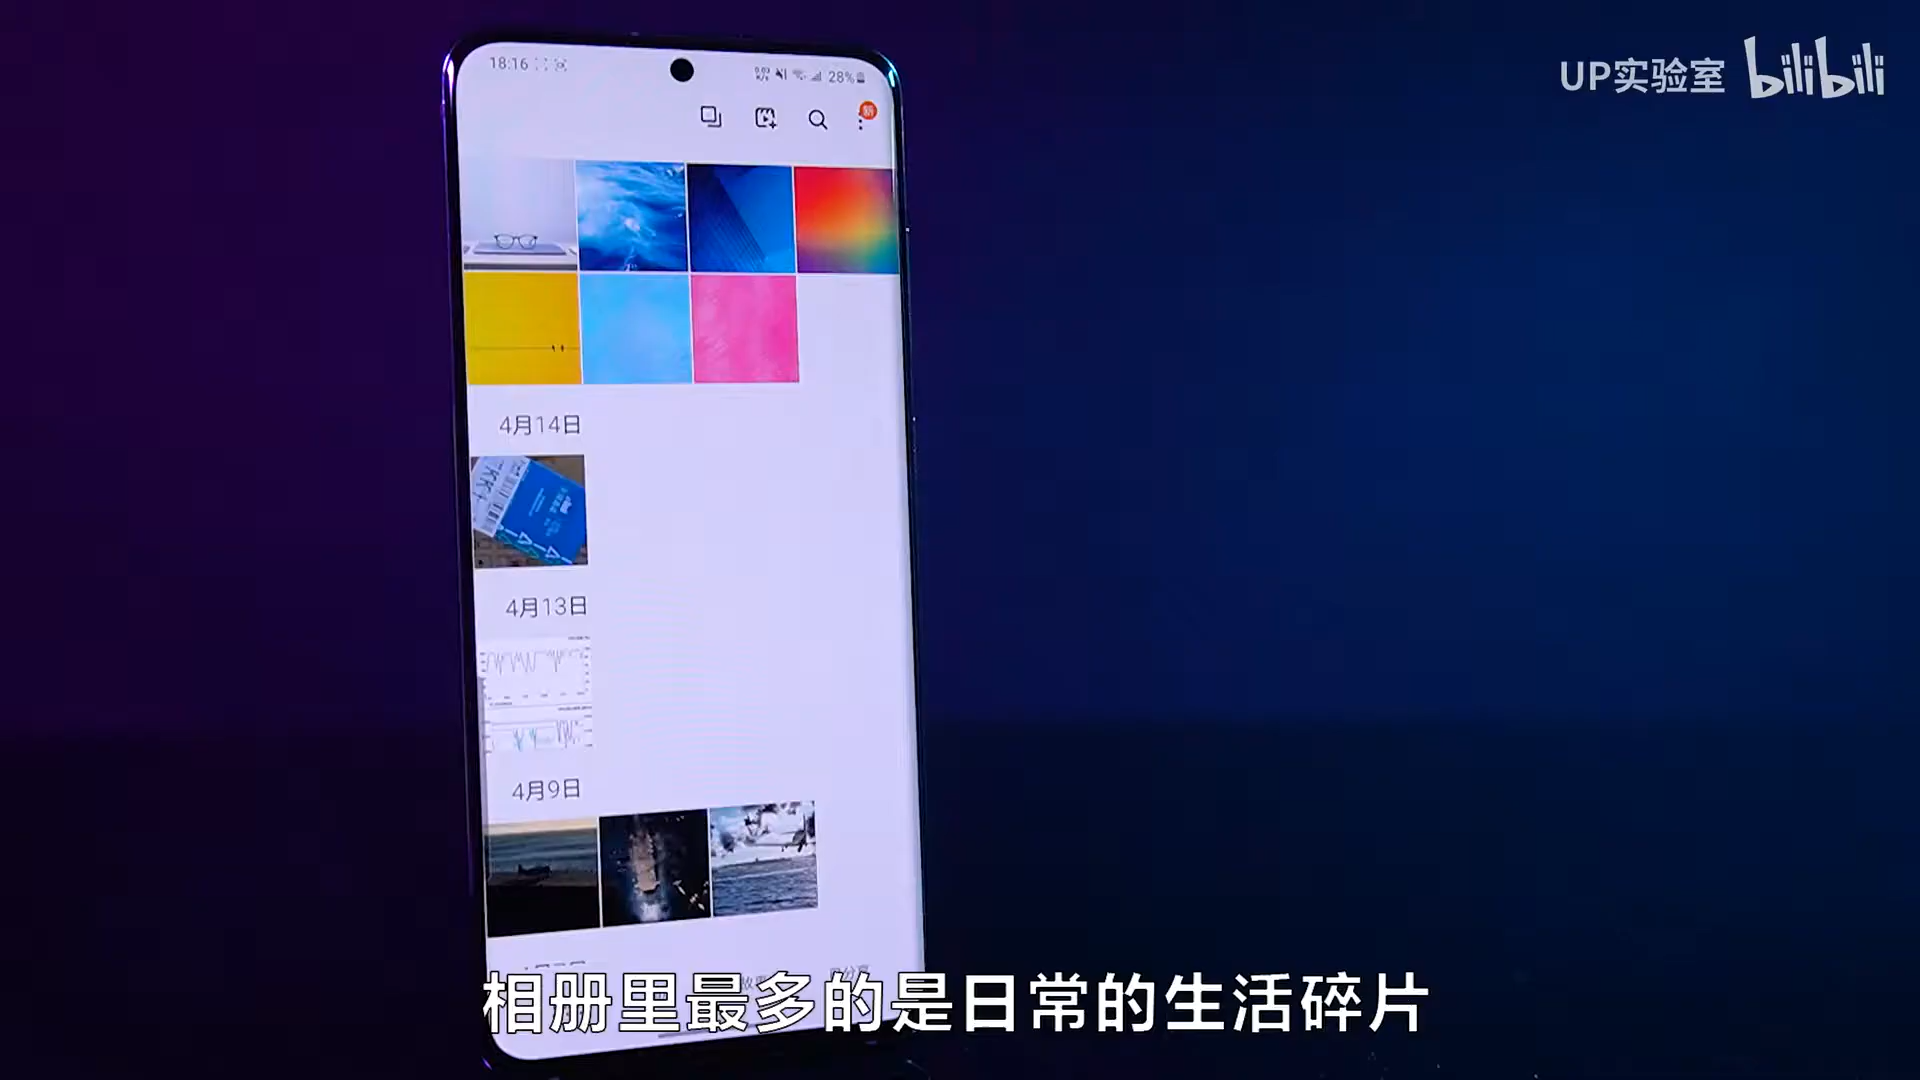 UP实验室 bilibili
18:16
28%
新
4月14日
4月13日
4月9日
相册里最多的是日常的生活碎片